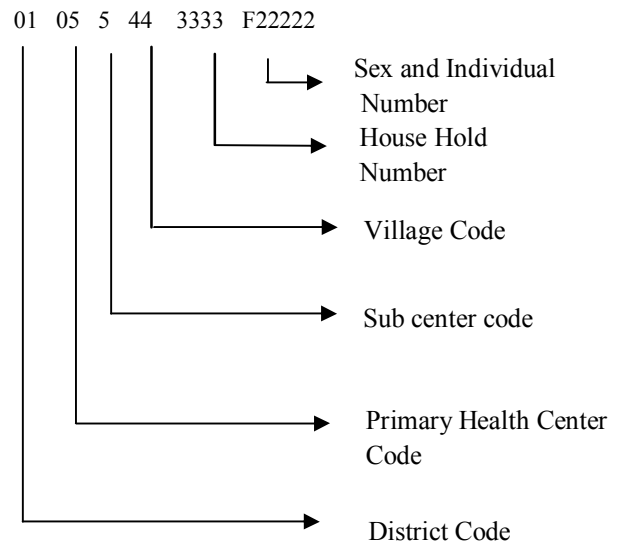 01 05 5 44 3333 F22222
Sex and Individual
Number
House Hold
Number
Village Code
Sub center code
Primary Health Center
Code
District Code